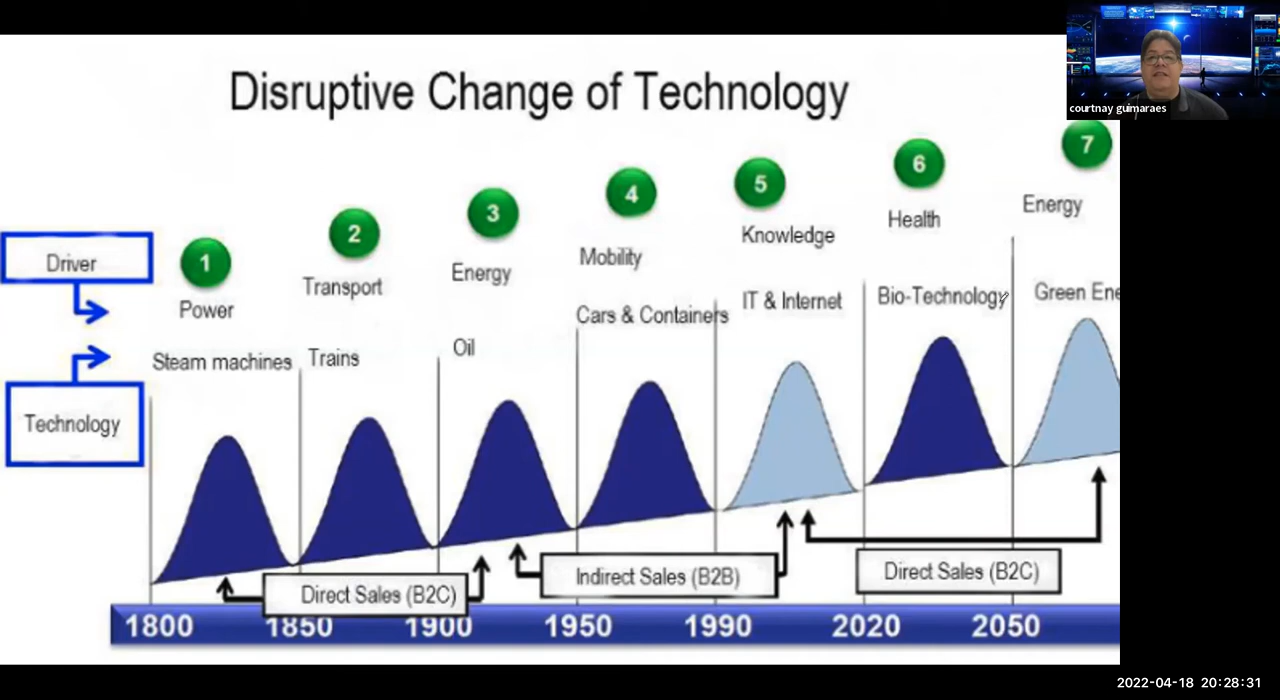 courtnay guimaraes
Disruptive Change of Technology
7
6
5
4
3
2
1
Energy
Health
Knowledge
Mobility
Energy
Transport
Power
Driver
Green Ene
Bio-Technology
IT & Internet
Cars & Containers
Oil
Trains
Steam machines
Technology
Direct Sales (B2C)
Indirect Sales (B2B)
Direct Sales (B2C)
1800 1850 1900 1950 1990 2020 2050
2022-04-18 20:28:31